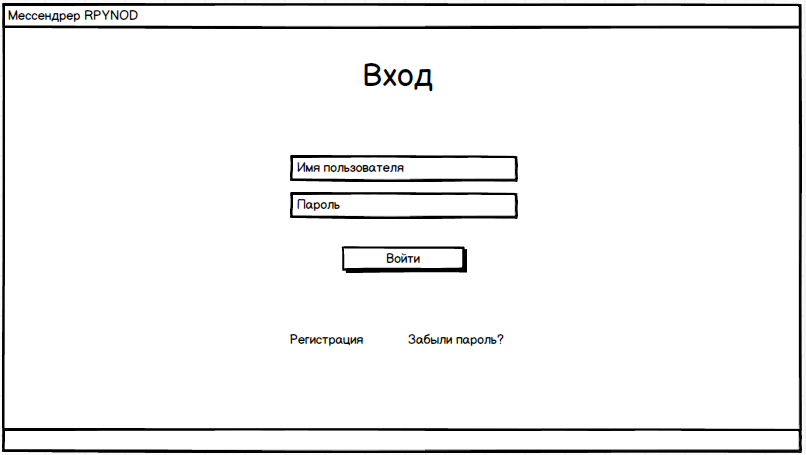 Мессендрер RPYNOD
Вход
Имя пользователя
Пароль
Войти
Регистрация Забыли пароль?